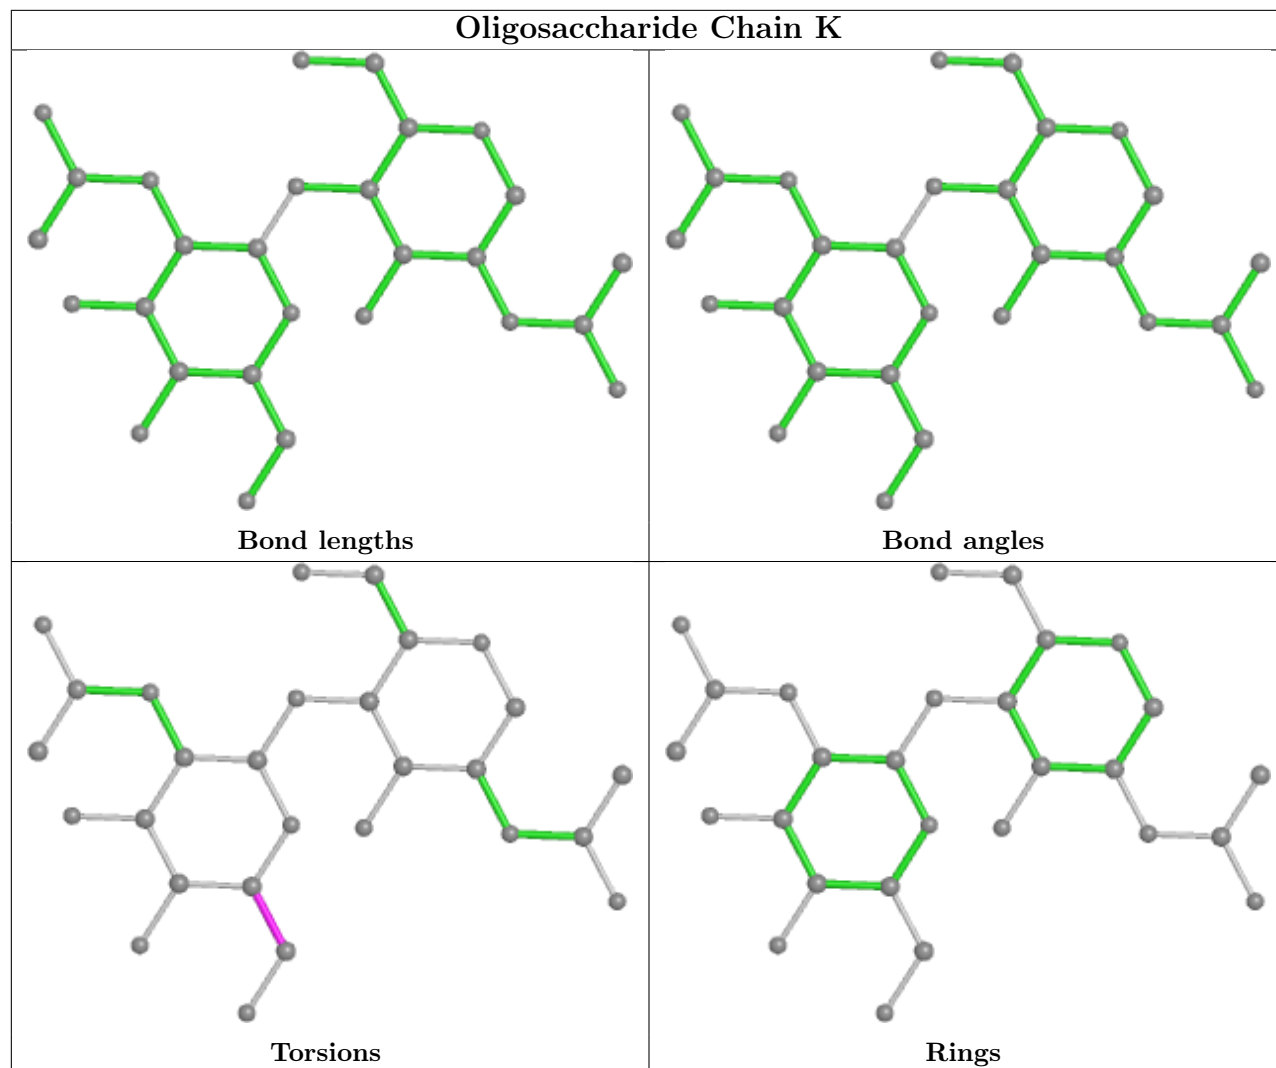 Oligosaccharide Chain K
Bond lengths
Bond angles
Torsions
Rings